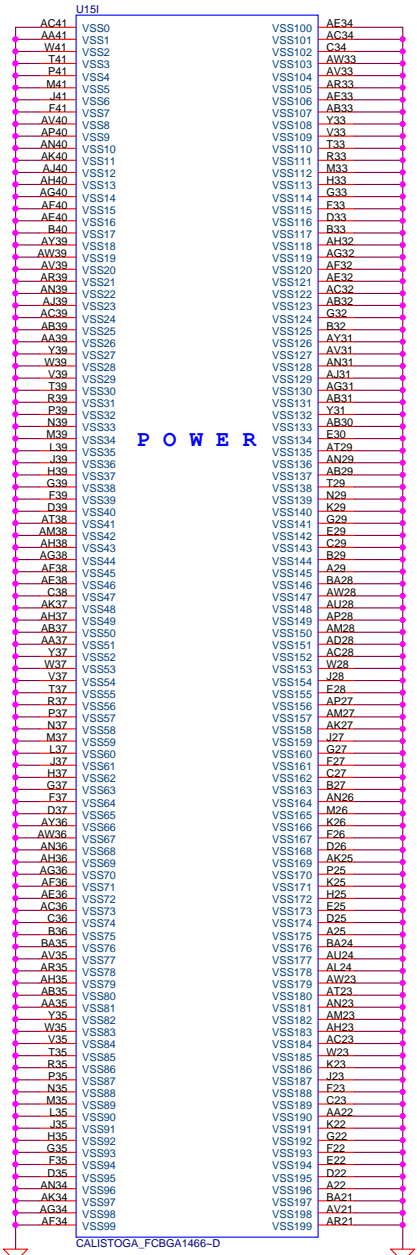 U15I
AC41 VSS0 VSS100 AE34
AA41 VSS1 VSS101 AC34
W41 VSS2 VSS102 C34
T41 VSS3 VSS103 AW33
P41 VSS4 VSS104 AV33
M41 VSS5 VSS105 AR33
J41 VSS6 VSS106 AE33
F41 VSS7 VSS107 AB33
AV40 VSS8 VSS108 Y33
AP40 VSS9 VSS109 V33
AN40 VSS10 VSS110 T33
AK40 VSS11 VSS111 R33
AJ40 VSS12 VSS112 M33
AH40 VSS13 VSS113 H33
AG40 VSS14 VSS114 G33
AF40 VSS15 VSS115 F33
AE40 VSS16 VSS116 D33
B40 VSS17 VSS117 B33
AY39 VSS18 VSS118 AH32
AW39 VSS19 VSS119 AG32
AV39 VSS20 VSS120 AF32
AR39 VSS21 VSS121 AE32
AN39 VSS22 VSS122 AC32
AJ39 VSS23 VSS123 AB32
AC39 VSS24 VSS124 G32
AB39 VSS25 VSS125 B32
AA39 VSS26 VSS126 AY31
Y39 VSS27 VSS127 AV31
W39 VSS28 VSS128 AN31
V39 VSS29 VSS129 AJ31
T39 VSS30 VSS130 AG31
R39 VSS31 VSS131 AB31
P39 VSS32 VSS132 Y31
N39 VSS33 VSS133 AB30
M39 VSS34 POWER VSS134 E30
L39 VSS35 VSS135 AT29
J39 VSS36 VSS136 AN29
H39 VSS37 VSS137 AB29
G39 VSS38 VSS138 T29
F39 VSS39 VSS139 N29
D39 VSS40 VSS140 K29
AT38 VSS41 VSS141 G29
AM38 VSS42 VSS142 E29
AH38 VSS43 VSS143 C29
AG38 VSS44 VSS144 B29
AF38 VSS45 VSS145 A29
AE38 VSS46 VSS146 BA28
C38 VSS47 VSS147 AW28
AK37 VSS48 VSS148 AU28
AH37 VSS49 VSS149 AP28
AB37 VSS50 VSS150 AM28
AA37 VSS51 VSS151 AD28
Y37 VSS52 VSS152 AC28
W37 VSS53 VSS153 W28
V37 VSS54 VSS154 J28
T37 VSS55 VSS155 E28
R37 VSS56 VSS156 AP27
P37 VSS57 VSS157 AM27
N37 VSS58 VSS158 AK27
M37 VSS59 VSS159 J27
L37 VSS60 VSS160 G27
J37 VSS61 VSS161 F27
H37 VSS62 VSS162 C27
G37 VSS63 VSS163 B27
F37 VSS64 VSS164 AN26
D37 VSS65 VSS165 M26
AY36 VSS66 VSS166 K26
AW36 VSS67 VSS167 F26
AN36 VSS68 VSS168 D26
AH36 VSS69 VSS169 AK25
AG36 VSS70 VSS170 P25
AF36 VSS71 VSS171 K25
AE36 VSS72 VSS172 H25
AC36 VSS73 VSS173 E25
C36 VSS74 VSS174 D25
B36 VSS75 VSS175 A25
BA35 VSS76 VSS176 BA24
AV35 VSS77 VSS177 AU24
AR35 VSS78 VSS178 AL24
AH35 VSS79 VSS179 AW23
AB35 VSS80 VSS180 AT23
AA35 VSS81 VSS181 AN23
Y35 VSS82 VSS182 AM23
W35 VSS83 VSS183 AH23
V35 VSS84 VSS184 AC23
T35 VSS85 VSS185 W23
R35 VSS86 VSS186 K23
P35 VSS87 VSS187 J23
N35 VSS88 VSS188 F23
M35 VSS89 VSS189 C23
L35 VSS90 VSS190 AA22
J35 VSS91 VSS191 K22
H35 VSS92 VSS192 G22
G35 VSS93 VSS193 F22
F35 VSS94 VSS194 E22
D35 VSS95 VSS195 D22
AN34 VSS96 VSS196 A22
AK34 VSS97 VSS197 BA21
AG34 VSS98 VSS198 AV21
AF34 VSS99 VSS199 AR21
CALISTOGA_FCBGA1466~D